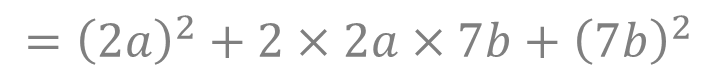 = (2a)² + 2 × 2a × 7b + (7b)²